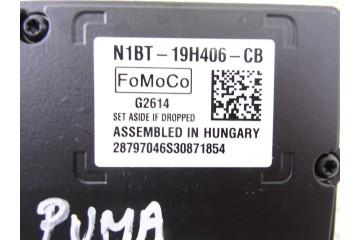 N1BT-19H406-CB
FoMoCo
G2614
SET ASIDE IF DROPPED
ASSEMBLED IN HUNGARY
28797046S30871854
PUMA